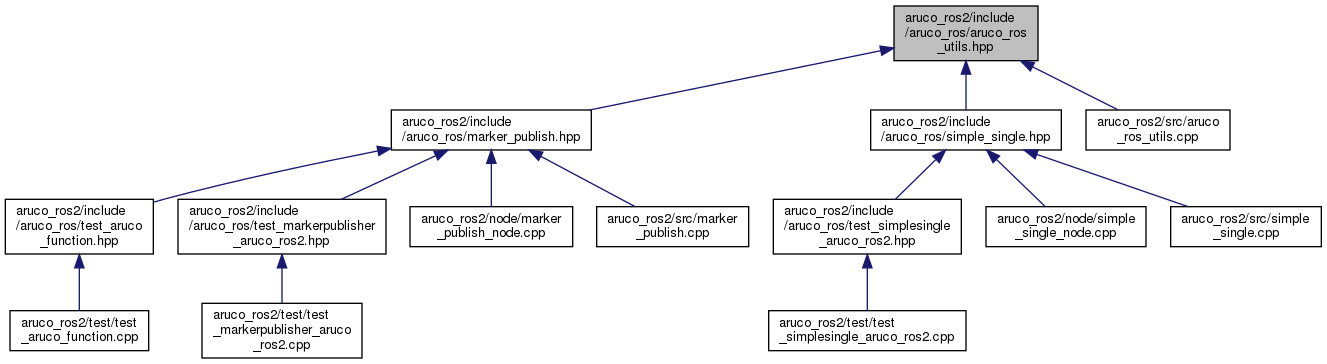 aruco_ros2/include
/aruco_ros/aruco_ros
_utils.hpp
aruco_ros2/include
/aruco_ros/marker_publish.hpp
aruco_ros2/include
/aruco_ros/simple_single.hpp
aruco_ros2/src/aruco
_ros_utils.cpp
aruco_ros2/include
/aruco_ros/test_aruco
_function.hpp
aruco_ros2/include
/aruco_ros/test_markerpublisher
_aruco_ros2.hpp
aruco_ros2/node/marker
_publish_node.cpp
aruco_ros2/src/marker
_publish.cpp
aruco_ros2/include
/aruco_ros/test_simplesingle
_aruco_ros2.hpp
aruco_ros2/node/simple
_single_node.cpp
aruco_ros2/src/simple
_single.cpp
aruco_ros2/test/test
_aruco_function.cpp
aruco_ros2/test/test
_markerpublisher_aruco
_ros2.cpp
aruco_ros2/test/test
_simplesingle_aruco_ros2.cpp